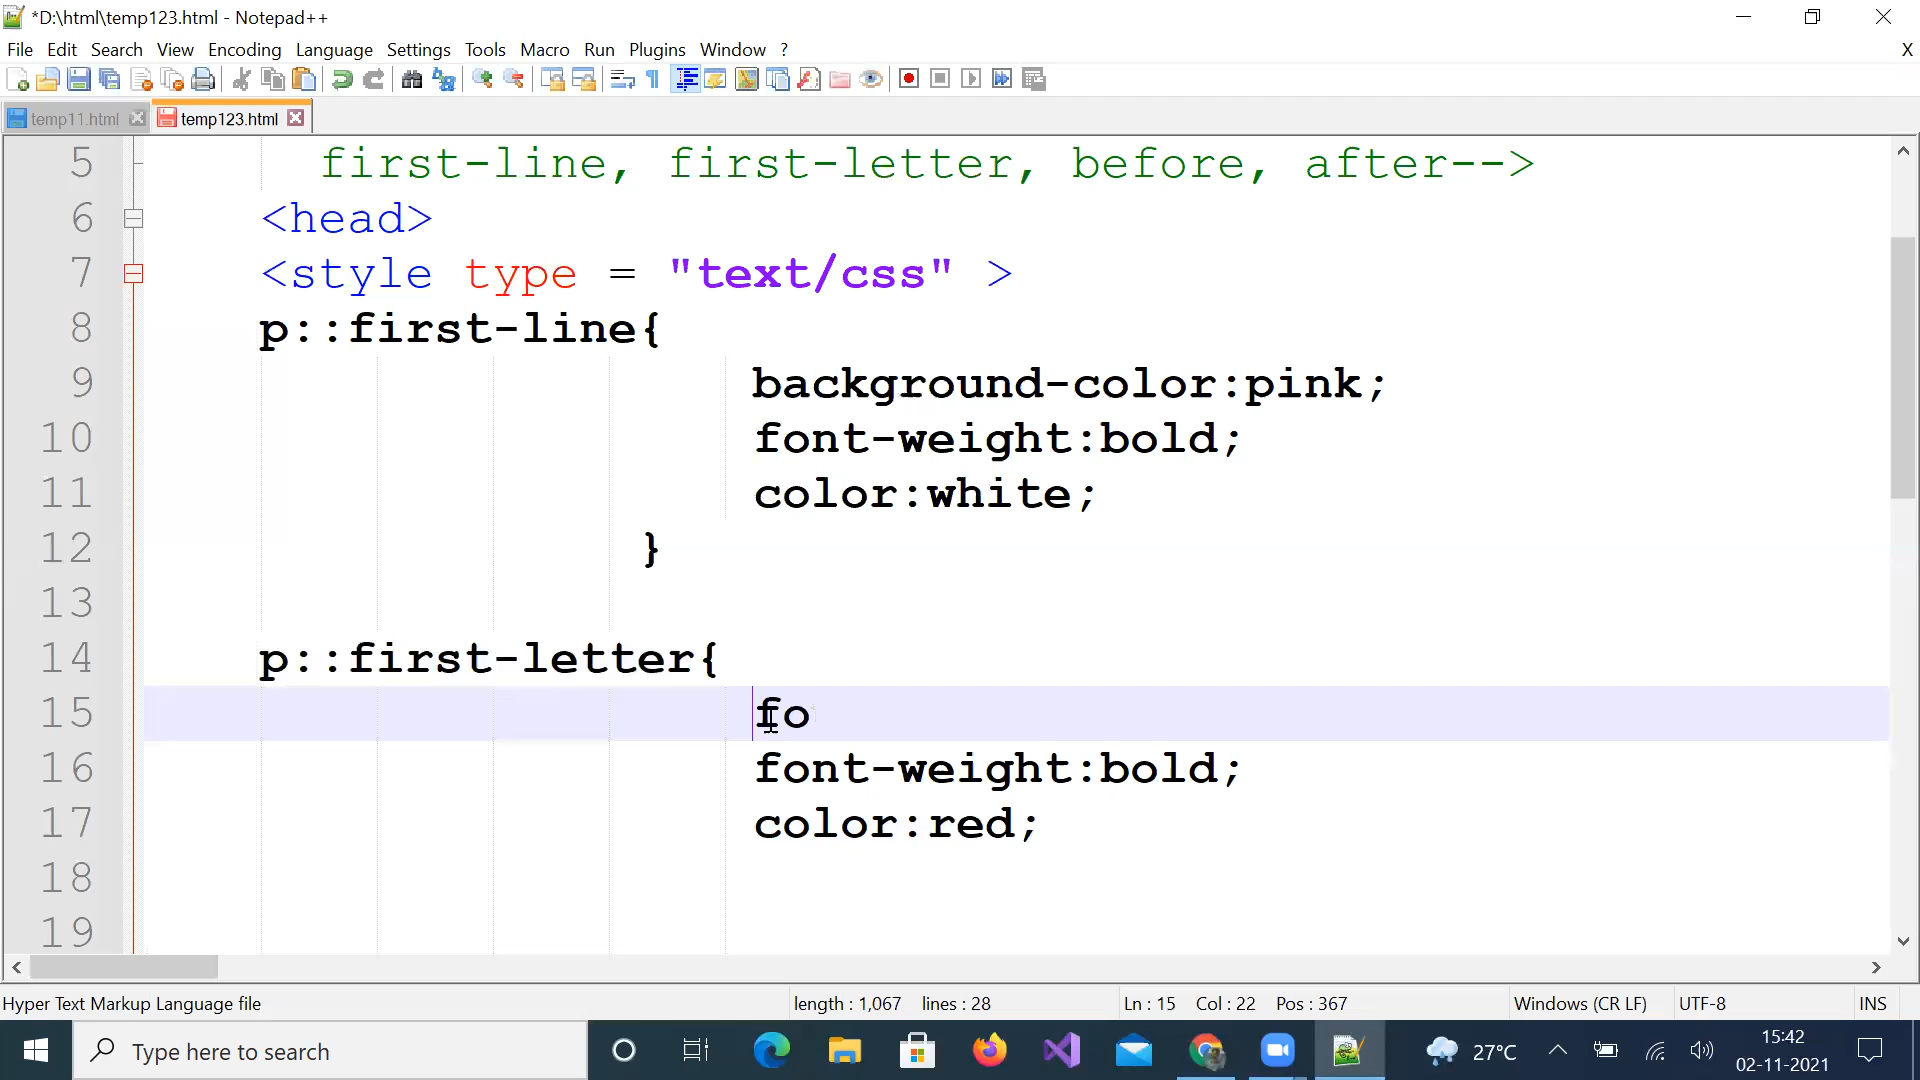 *D:\html\temp123.html - Notepad++
File Edit Search View Encoding Language Settings Tools Macro Run Plugins Window ? X
temp11.html temp123.html
5 first-line, first-letter, before, after-->
6 <head>
7 <style type = "text/css" >
8 p::first-line{
9 background-color:pink;
10 font-weight:bold;
11 color:white;
12 }
13
14 p::first-letter{
15 fo
16 font-weight:bold;
17 color:red;
18
19
Hyper Text Markup Language file length : 1,067 lines : 28 Ln : 15 Col : 22 Pos : 367 Windows (CR LF) UTF-8 INS
Type here to search 27°C 15:42
02-11-2021